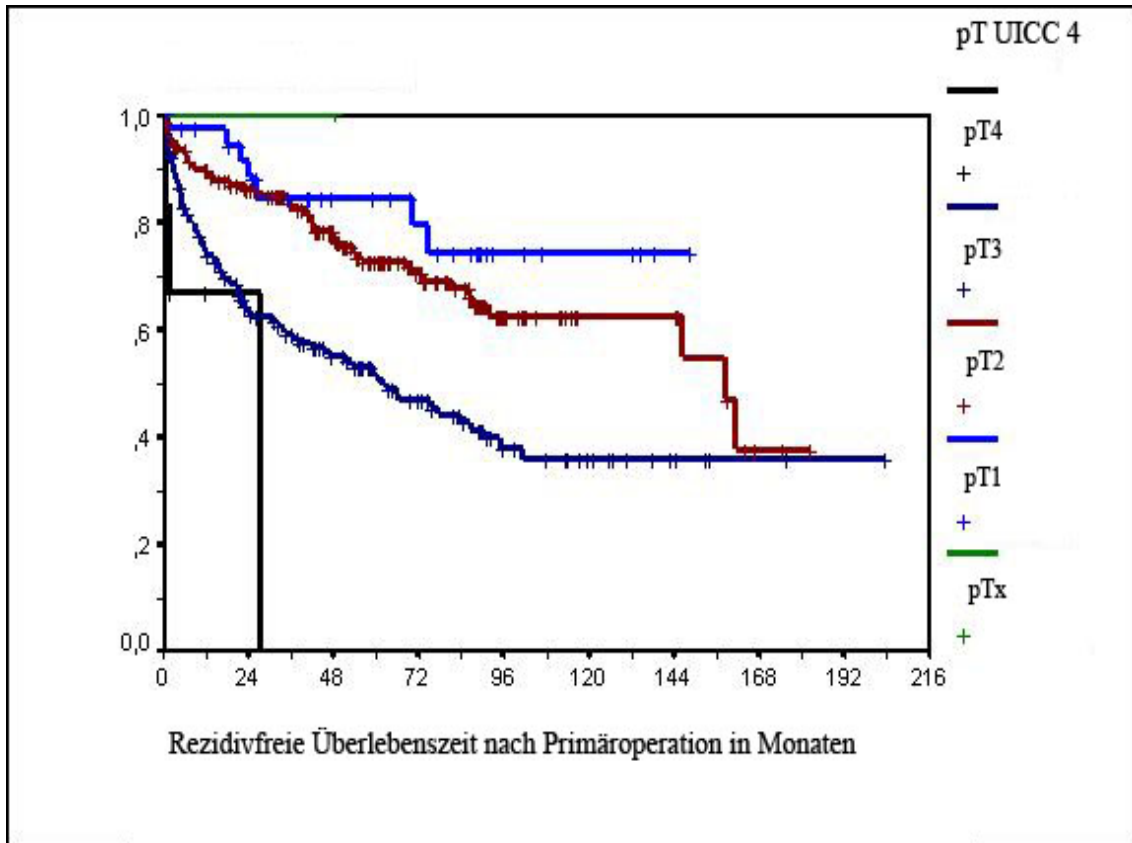 pT UICC 4
pT4
pT3
pT2
pT1
pTx
1,0
,8
,6
,4
,2
0,0
0 24 48 72 96 120 144 168 192 216
Rezidivfreie Überlebenszeit nach Primäroperation in Monaten